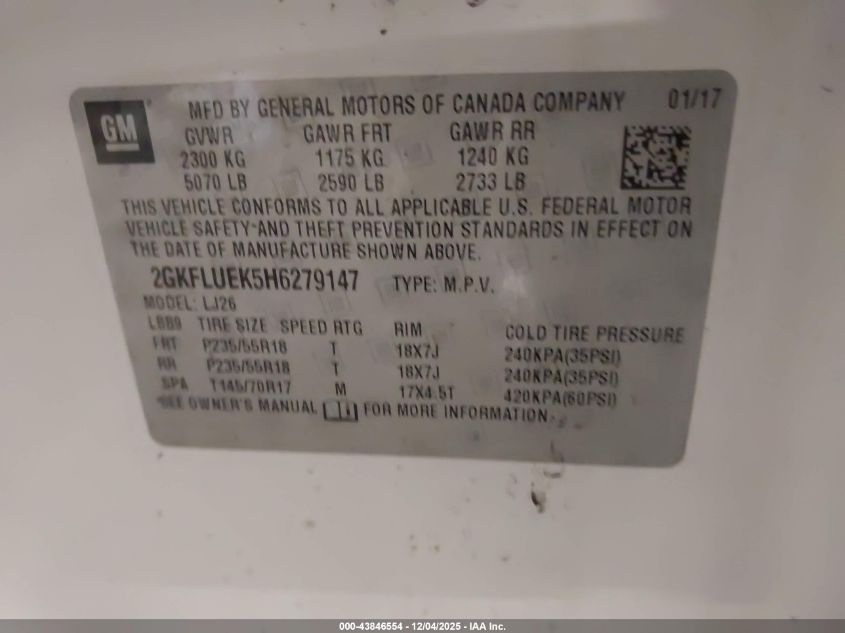 GM
MFD BY GENERAL MOTORS OF CANADA COMPANY 01/17
GVWR GAWR FRT GAWR RR
2300 KG 1175 KG 1240 KG
5070 LB 2590 LB 2733 LB
THIS VEHICLE CONFORMS TO ALL APPLICABLE U.S. FEDERAL MOTOR
VEHICLE SAFETY AND THEFT PREVENTION STANDARDS IN EFFECT ON
THE DATE OF MANUFACTURE SHOWN ABOVE.
2GKFLUEK5H6279147 TYPE: M.P.V.
MODEL: LJ26
LBB9 TIRE SIZE SPEED RTG RIM COLD TIRE PRESSURE
FRT P235/55R18 T 18X7J 240KPA(35PSI)
RR P235/55R18 T 18X7J 240KPA(35PSI)
SPA T145/70R17 M 17X4.5T 420KPA(60PSI)
SEE OWNER'S MANUAL FOR MORE INFORMATION.
000-43846554 - 12/04/2025 - IAA Inc.